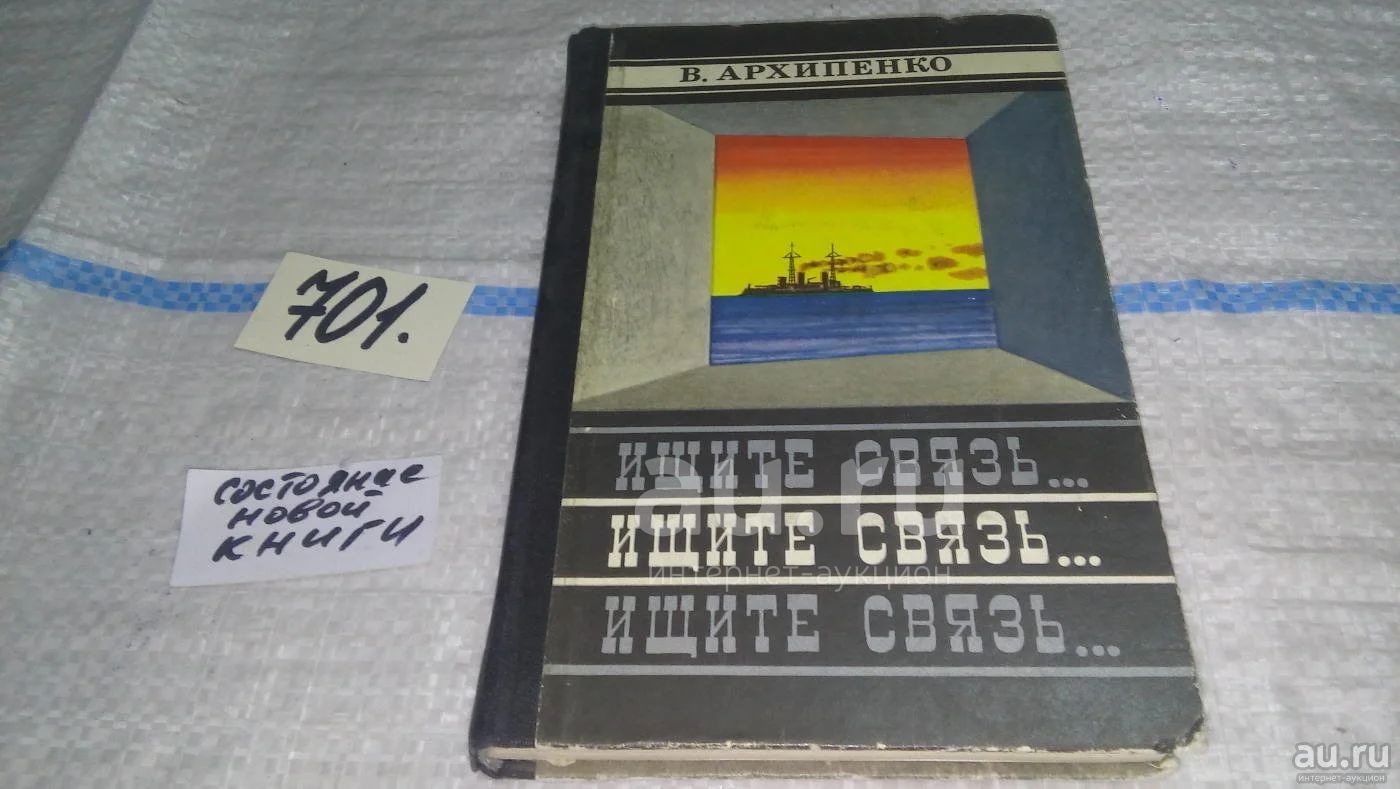 В. АРХИПЕНКО
701.
ИЩИТЕ СВЯЗЬ...
ИЩИТЕ СВЯЗЬ...
ИЩИТЕ СВЯЗЬ...
состояние
новой
книги
au.ru
интернет-аукцион
au.ru
интернет-аукцион